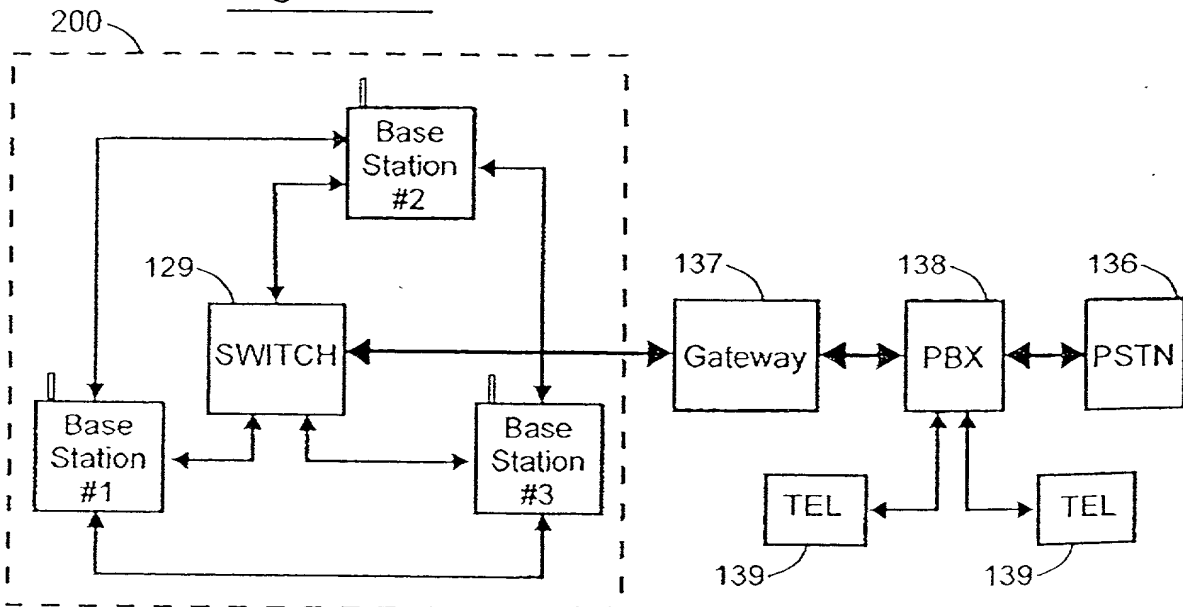 200
Base
Station
#2
129
SWITCH
137
Gateway
138
PBX
136
PSTN
Base
Station
#1
Base
Station
#3
TEL
139
TEL
139